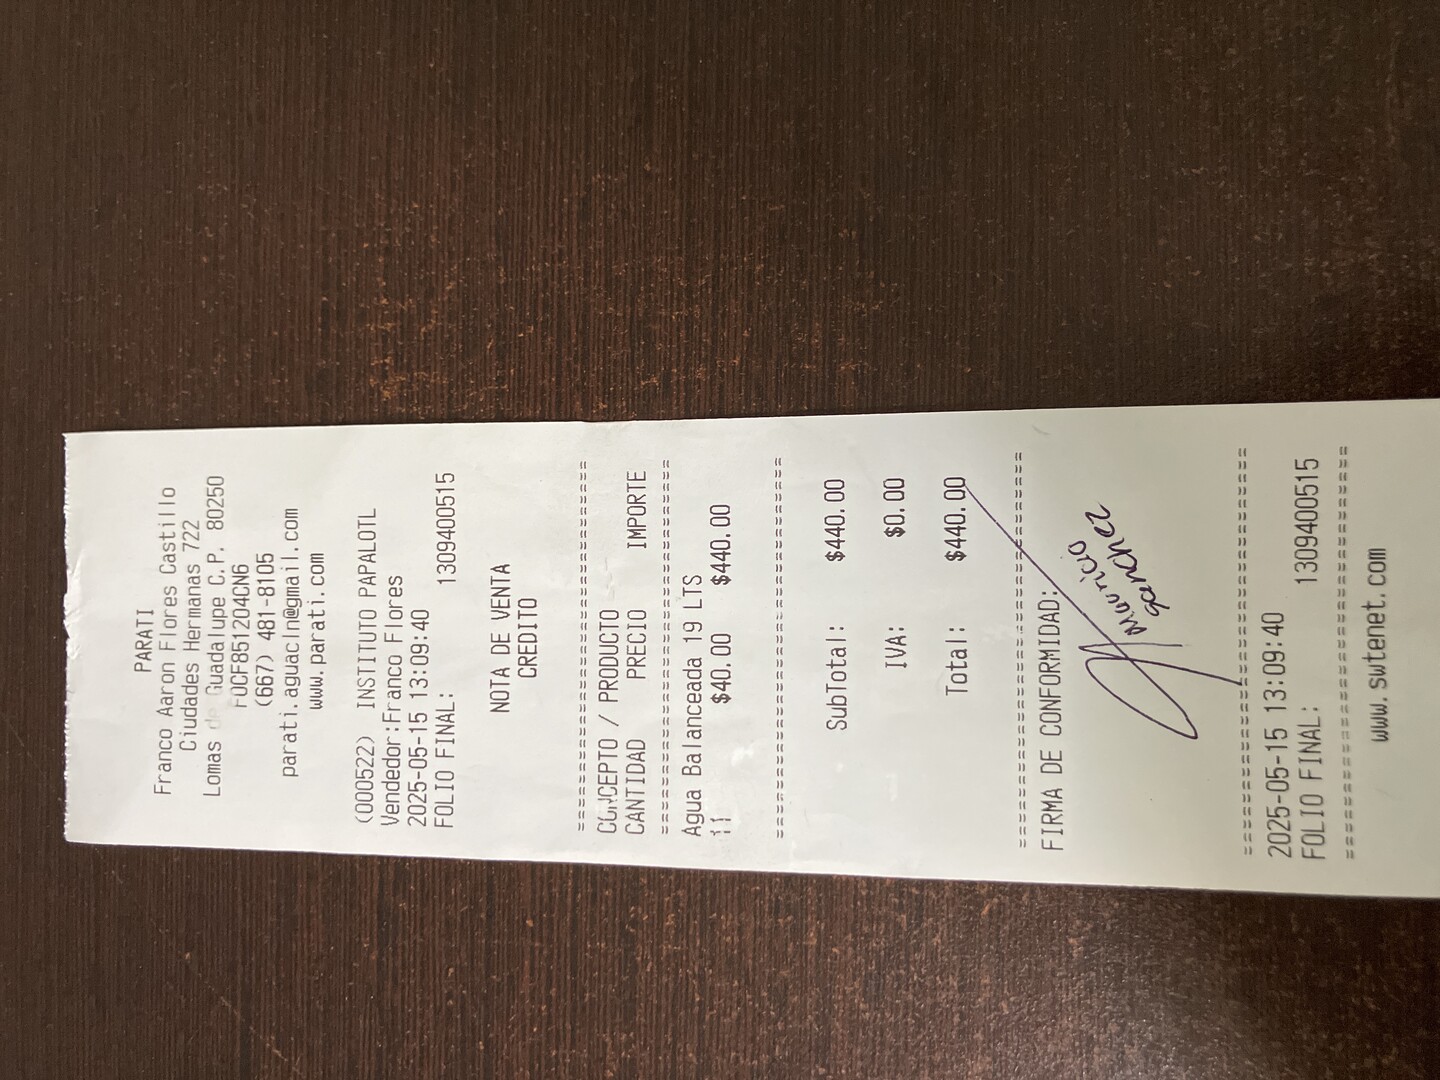 PARATI
Franco Aaron Flores Castillo
Ciudades Hermanas 722
Lomas de Guadalupe C.P. 80250
FOCF851204CN6
(667) 481-8105
parati.aguacln@gmail.com
www.parati.com
(000522) INSTITUTO PAPALOTL
Vendedor:Franco Flores
2025-05-15 13:09:40
FOLIO FINAL: 1309400515
NOTA DE VENTA
CREDITO
==============================
CONCEPTO / PRODUCTO
CANTIDAD PRECIO IMPORTE
==============================
Agua Balanceada 19 LTS
11 $40.00 $440.00
==============================
SubTotal: $440.00
IVA: $0.00
Total: $440.00
==============================
FIRMA DE CONFORMIDAD:
Mauricio
Sanchez
==============================
2025-05-15 13:09:40
FOLIO FINAL: 1309400515
==============================
www.swtenet.com